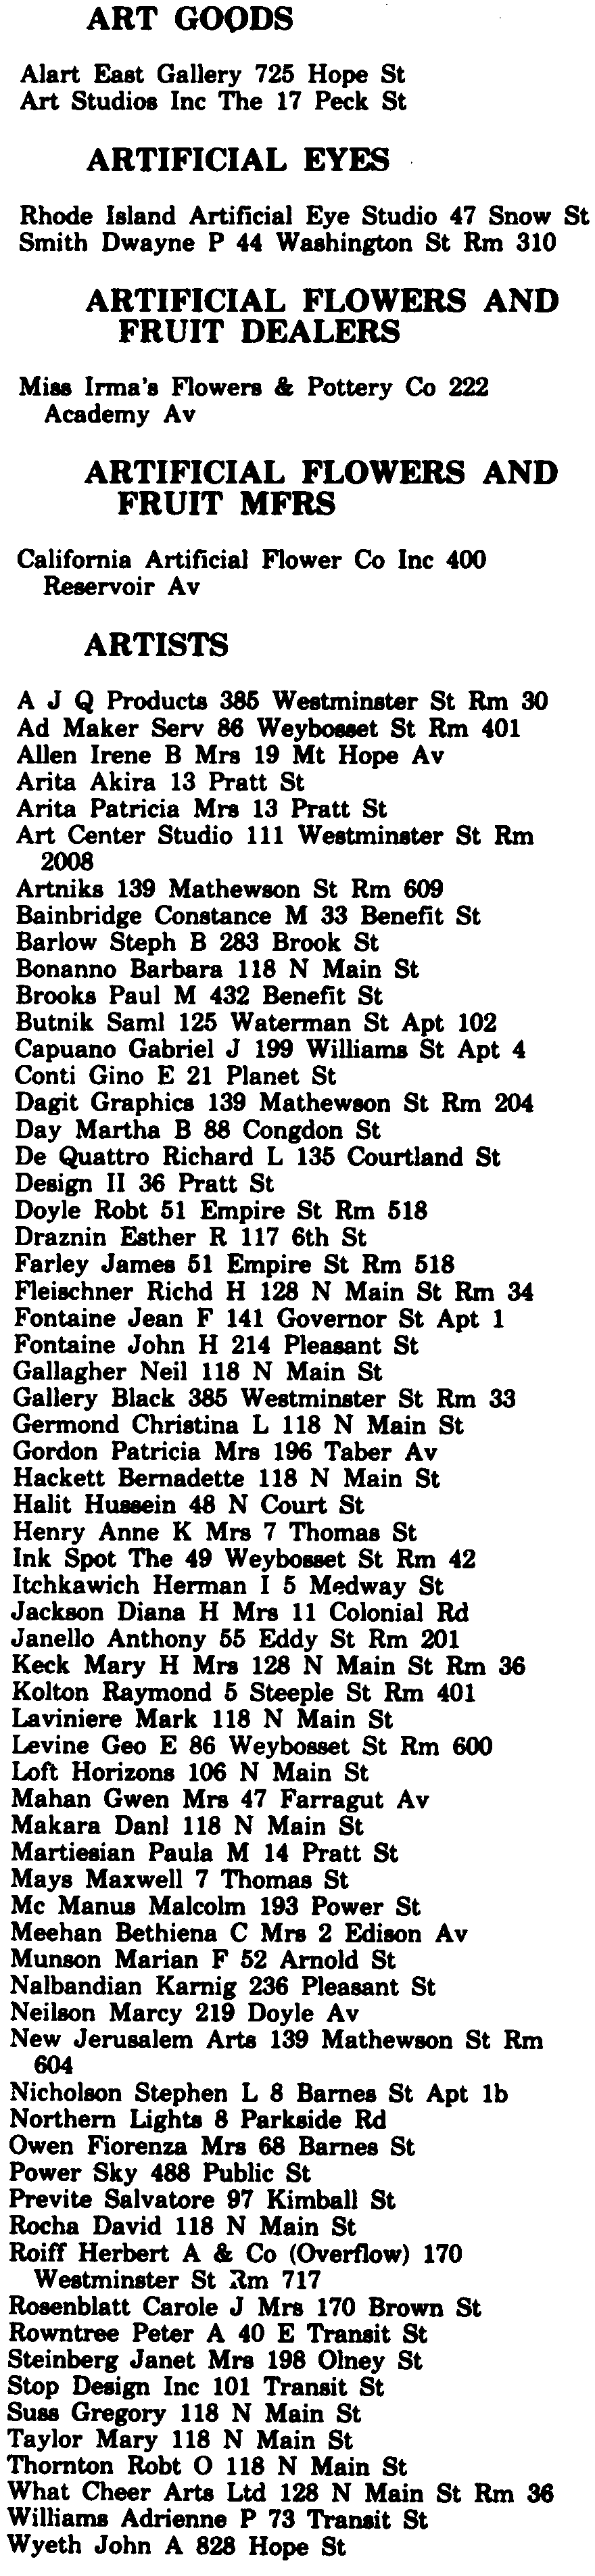 ART GOODS
Alart East Gallery 725 Hope St
Art Studios Inc The 17 Peck St
ARTIFICIAL EYES
Rhode Island Artificial Eye Studio 47 Snow St
Smith Dwayne P 44 Washington St Rm 310
ARTIFICIAL FLOWERS AND
FRUIT DEALERS
Miss Irma's Flowers & Pottery Co 222
Academy Av
ARTIFICIAL FLOWERS AND
FRUIT MFRS
California Artificial Flower Co Inc 400
Reservoir Av
ARTISTS
A J Q Products 385 Westminster St Rm 30
Ad Maker Serv 86 Weybosset St Rm 401
Allen Irene B Mrs 19 Mt Hope Av
Arita Akira 13 Pratt St
Arita Patricia Mrs 13 Pratt St
Art Center Studio 111 Westminster St Rm
2008
Artniks 139 Mathewson St Rm 609
Bainbridge Constance M 33 Benefit St
Barlow Steph B 283 Brook St
Bonanno Barbara 118 N Main St
Brooks Paul M 432 Benefit St
Butnik Saml 125 Waterman St Apt 102
Capuano Gabriel J 199 Williams St Apt 4
Conti Gino E 21 Planet St
Dagit Graphics 139 Mathewson St Rm 204
Day Martha B 88 Congdon St
De Quattro Richard L 135 Courtland St
Design II 36 Pratt St
Doyle Robt 51 Empire St Rm 518
Draznin Esther R 117 6th St
Farley James 51 Empire St Rm 518
Fleischner Richd H 128 N Main St Rm 34
Fontaine Jean F 141 Governor St Apt 1
Fontaine John H 214 Pleasant St
Gallagher Neil 118 N Main St
Gallery Black 385 Westminster St Rm 33
Germond Christina L 118 N Main St
Gordon Patricia Mrs 196 Taber Av
Hackett Bernadette 118 N Main St
Halit Hussein 48 N Court St
Henry Anne K Mrs 7 Thomas St
Ink Spot The 49 Weybosset St Rm 42
Itchkawich Herman I 5 Medway St
Jackson Diana H Mrs 11 Colonial Rd
Janello Anthony 55 Eddy St Rm 201
Keck Mary H Mrs 128 N Main St Rm 36
Kolton Raymond 5 Steeple St Rm 401
Laviniere Mark 118 N Main St
Levine Geo E 86 Weybosset St Rm 600
Loft Horizons 106 N Main St
Mahan Gwen Mrs 47 Farragut Av
Makara Danl 118 N Main St
Martiesian Paula M 14 Pratt St
Mays Maxwell 7 Thomas St
Mc Manus Malcolm 193 Power St
Meehan Bethiena C Mrs 2 Edison Av
Munson Marian F 52 Arnold St
Nalbandian Karnig 236 Pleasant St
Neilson Marcy 219 Doyle Av
New Jerusalem Arts 139 Mathewson St Rm
604
Nicholson Stephen L 8 Barnes St Apt 1b
Northern Lights 8 Parkside Rd
Owen Fiorenza Mrs 68 Barnes St
Power Sky 488 Public St
Previte Salvatore 97 Kimball St
Rocha David 118 N Main St
Roiff Herbert A & Co (Overflow) 170
Westminster St Rm 717
Rosenblatt Carole J Mrs 170 Brown St
Rowntree Peter A 40 E Transit St
Steinberg Janet Mrs 198 Olney St
Stop Design Inc 101 Transit St
Suss Gregory 118 N Main St
Taylor Mary 118 N Main St
Thornton Robt O 118 N Main St
What Cheer Arts Ltd 128 N Main St Rm 36
Williams Adrienne P 73 Transit St
Wyeth John A 828 Hope St